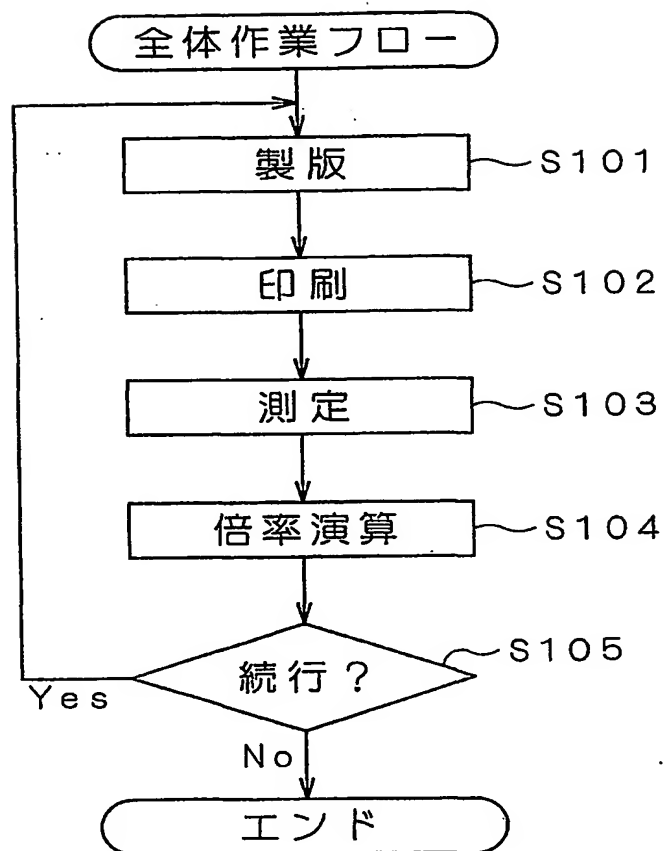 全体作業フロー
製版 S101
印刷 S102
測定 S103
倍率演算 S104
続行? S105
Yes
No
エンド